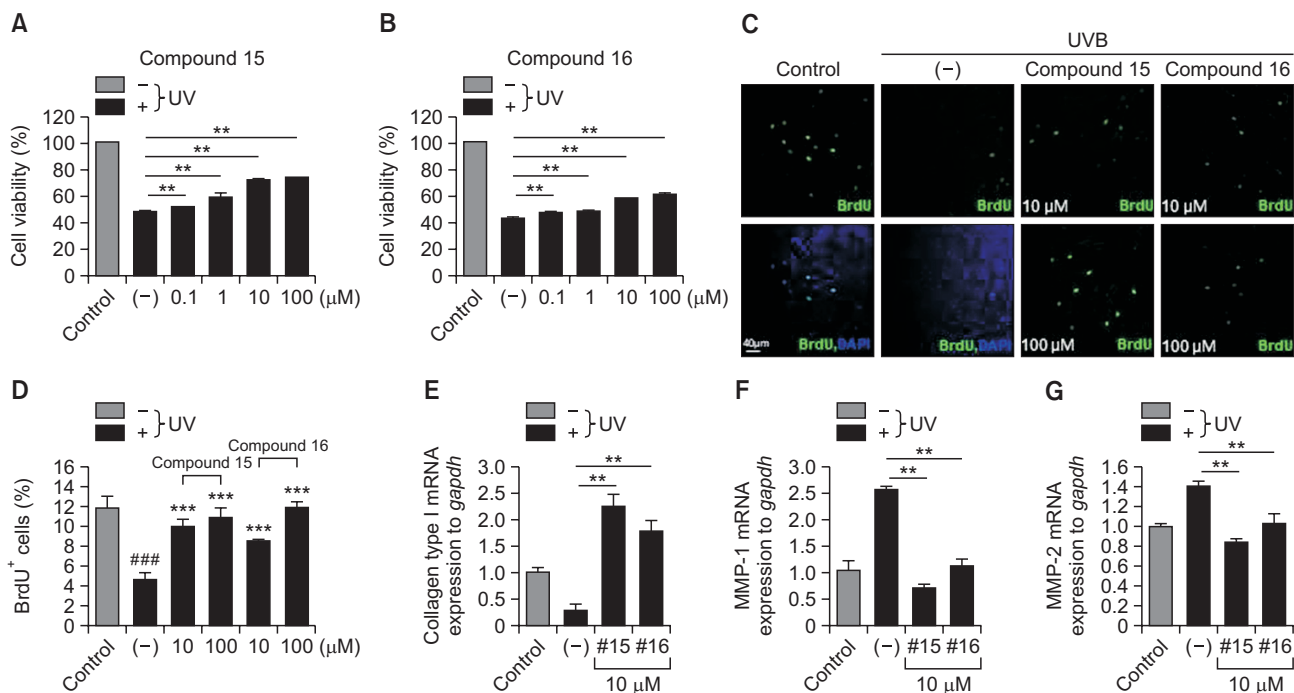 A
Compound 15
−
+
UV
Cell viability (%)
120
100
80
60
40
20
0
**
**
**
**
Control
(−)
0.1
1
10
100
(μM)
B
Compound 16
−
+
UV
Cell viability (%)
120
100
80
60
40
20
0
**
**
**
**
Control
(−)
0.1
1
10
100
(μM)
C
UVB
Control
(−)
Compound 15
Compound 16
BrdU
BrdU
10 μM
BrdU
10 μM
BrdU
40μm
BrdU,DAPI
BrdU,DAPI
100 μM
BrdU
100 μM
BrdU
D
−
+
UV
Compound 16
Compound 15
BrdU+ cells (%)
16
14
12
10
8
6
4
2
0
###
***
***
***
***
Control
(−)
10
100
10
100
(μM)
E
−
+
UV
Collagen type I mRNA
expression to gapdh
3.0
2.5
2.0
1.5
1.0
0.5
0
**
**
Control
(−)
#15
#16
10 μM
F
−
+
UV
MMP-1 mRNA
expression to gapdh
3.0
2.5
2.0
1.5
1.0
0.5
0
**
**
Control
(−)
#15
#16
10 μM
G
−
+
UV
MMP-2 mRNA
expression to gapdh
1.6
1.4
1.2
1.0
0.8
0.6
0.4
0.2
0
**
**
Control
(−)
#15
#16
10 μM